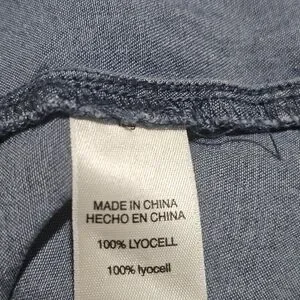 MADE IN CHINA
HECHO EN CHINA
100% LYOCELL
100% lyocell